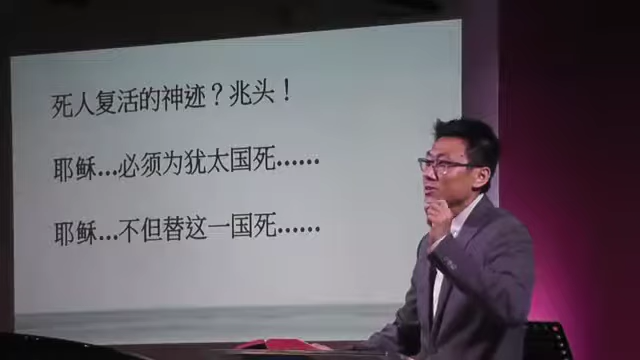 死人复活的神迹？兆头！
耶稣...必须为犹太国死......
耶稣...不但替这一国死......